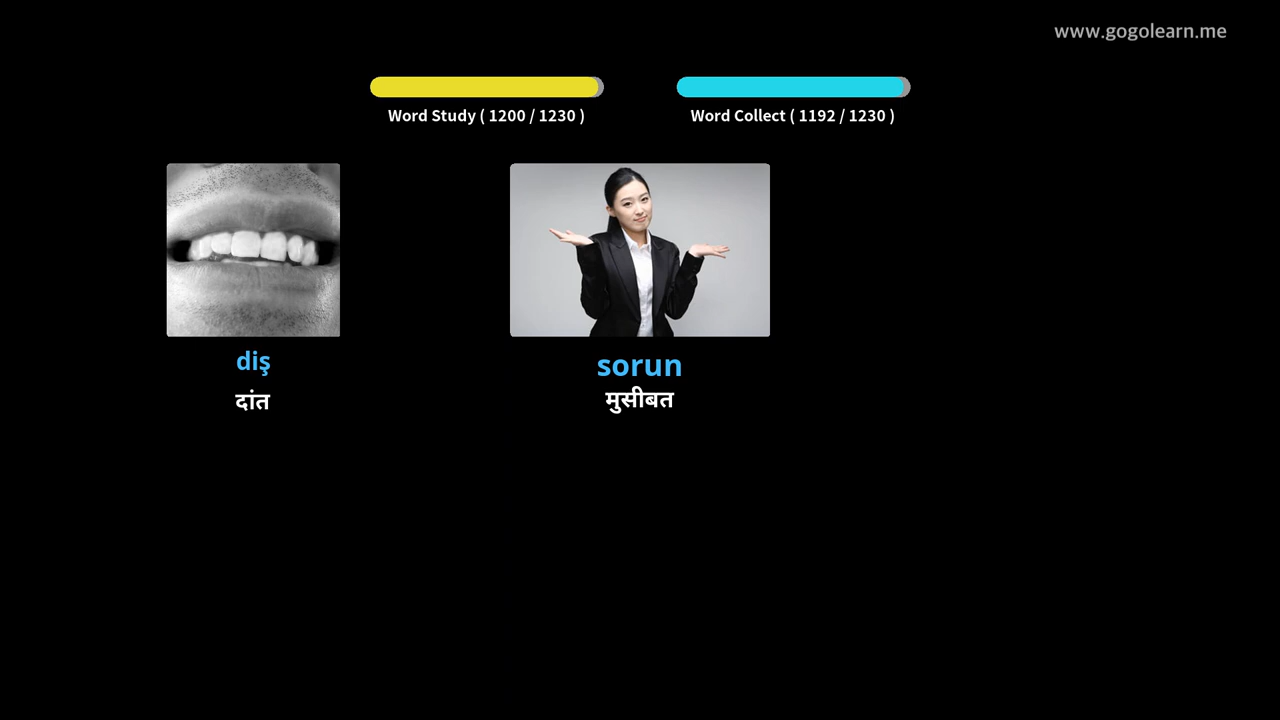 www.gogolearn.me
Word Study ( 1200 / 1230 )
Word Collect ( 1192 / 1230 )
diş
दांत
sorun
मुसीबत